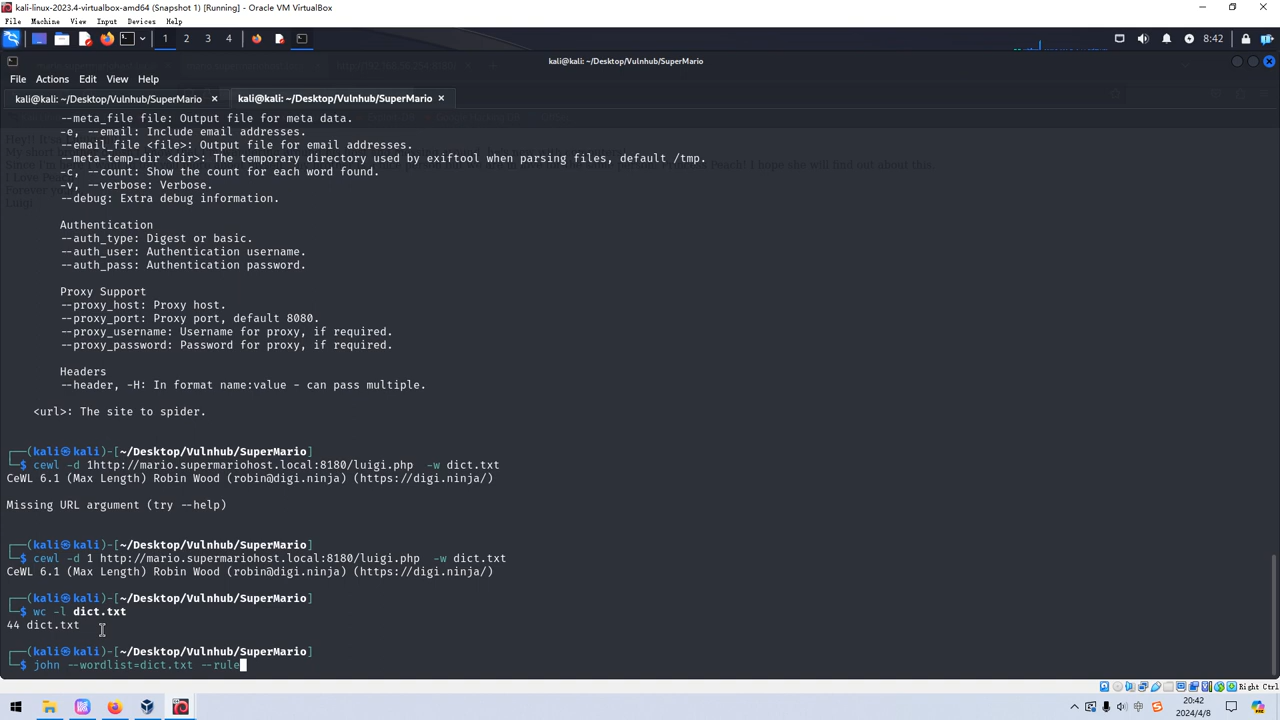 kali-linux-2023.4-virtualbox-amd64 (Snapshot 1) [Running] - Oracle VM VirtualBox
File Machine View Input Devices Help
1 2 3 4 8:42
kali@kali: ~/Desktop/Vulnhub/SuperMario
File Actions Edit View Help
kali@kali: ~/Desktop/Vulnhub/SuperMario × kali@kali: ~/Desktop/Vulnhub/SuperMario ×
--meta_file file: Output file for meta data.
-e, --email: Include email addresses.
--email_file <file>: Output file for email addresses.
--meta-temp-dir <dir>: The temporary directory used by exiftool when parsing files, default /tmp.
-c, --count: Show the count for each word found.
-v, --verbose: Verbose.
--debug: Extra debug information.
Authentication
--auth_type: Digest or basic.
--auth_user: Authentication username.
--auth_pass: Authentication password.
Proxy Support
--proxy_host: Proxy host.
--proxy_port: Proxy port, default 8080.
--proxy_username: Username for proxy, if required.
--proxy_password: Password for proxy, if required.
Headers
--header, -H: In format name:value - can pass multiple.
<url>: The site to spider.
┌──(kali㉿kali)-[~/Desktop/Vulnhub/SuperMario]
└─$ cewl -d 1http://mario.supermariohost.local:8180/luigi.php -w dict.txt
CeWL 6.1 (Max Length) Robin Wood (robin@digi.ninja) (https://digi.ninja/)
Missing URL argument (try --help)
┌──(kali㉿kali)-[~/Desktop/Vulnhub/SuperMario]
└─$ cewl -d 1 http://mario.supermariohost.local:8180/luigi.php -w dict.txt
CeWL 6.1 (Max Length) Robin Wood (robin@digi.ninja) (https://digi.ninja/)
┌──(kali㉿kali)-[~/Desktop/Vulnhub/SuperMario]
└─$ wc -l dict.txt
44 dict.txt
┌──(kali㉿kali)-[~/Desktop/Vulnhub/SuperMario]
└─$ john --wordlist=dict.txt --rule
Right Ctrl
中
20:42
2024/4/8